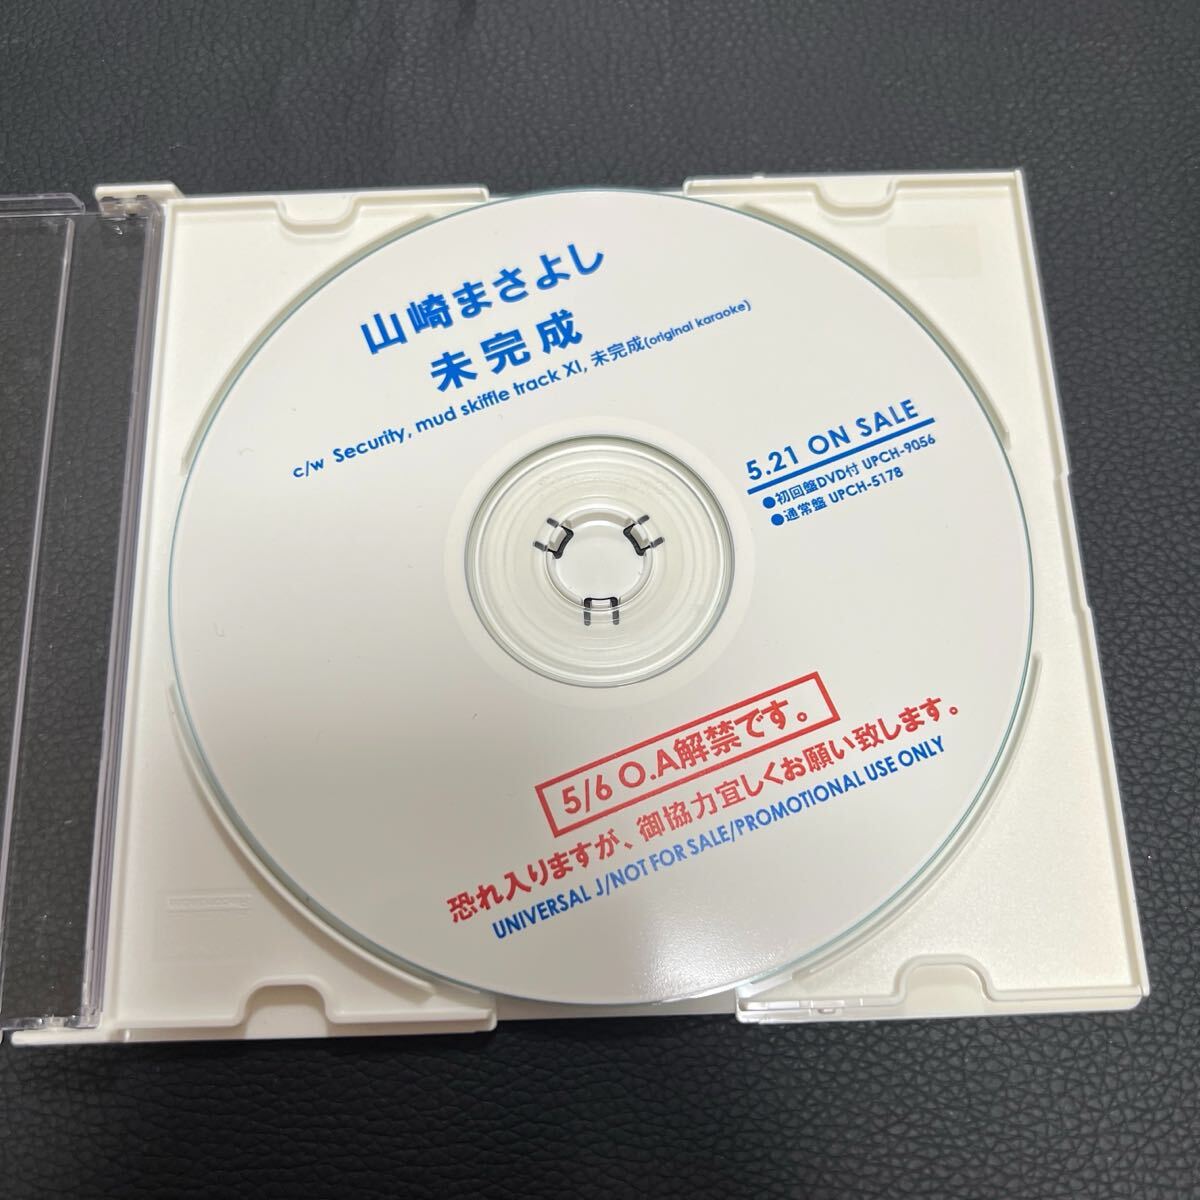 山崎まさよし
未完成
c/w Security, mud skiffle track XI, 未完成(original karaoke)
5.21 ON SALE
●初回盤DVD付 UPCH-9056
●通常盤 UPCH-5178
5/6 O.A解禁です。
恐れ入りますが、御協力宜しくお願い致します。
UNIVERSAL J/NOT FOR SALE/PROMOTIONAL USE ONLY